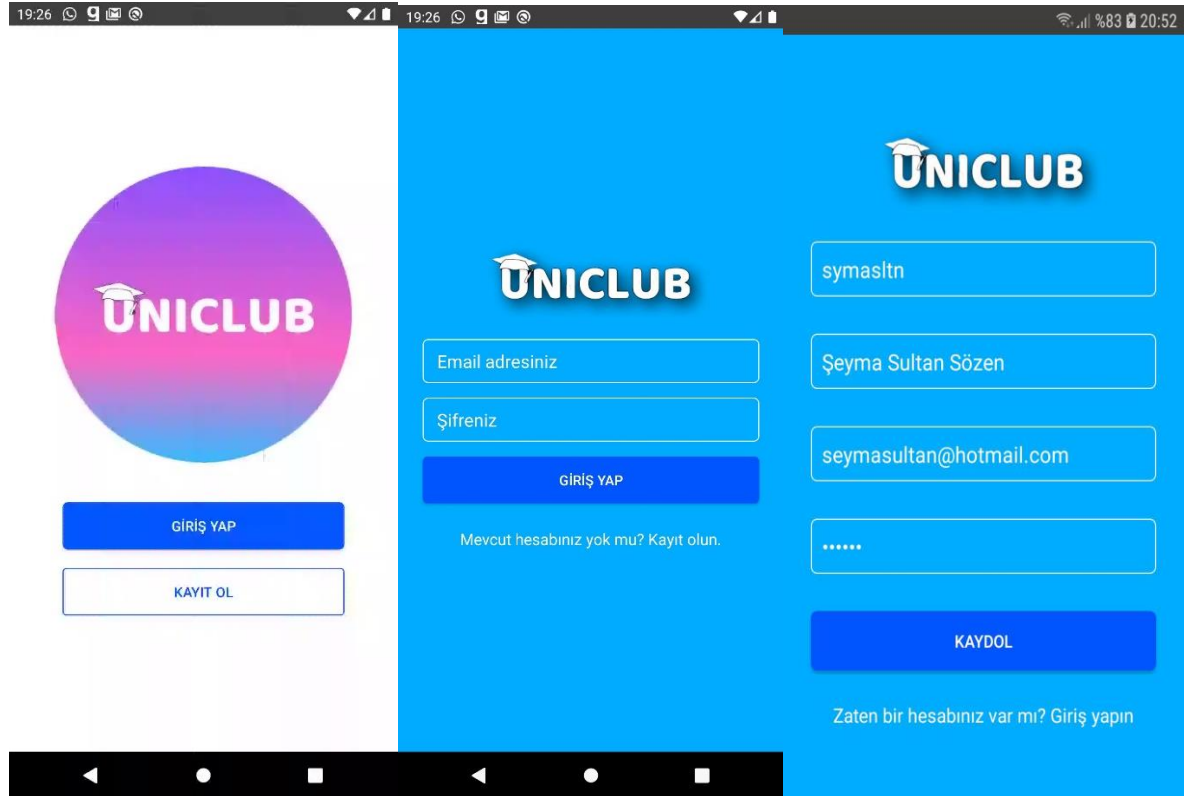 19:26
UNICLUB
GİRİŞ YAP
KAYIT OL
19:26
UNICLUB
Email adresiniz
Şifreniz
GİRİŞ YAP
Mevcut hesabınız yok mu? Kayıt olun.
%83 20:52
UNICLUB
symasltn
Şeyma Sultan Sözen
seymasultan@hotmail.com
••••••
KAYDOL
Zaten bir hesabınız var mı? Giriş yapın